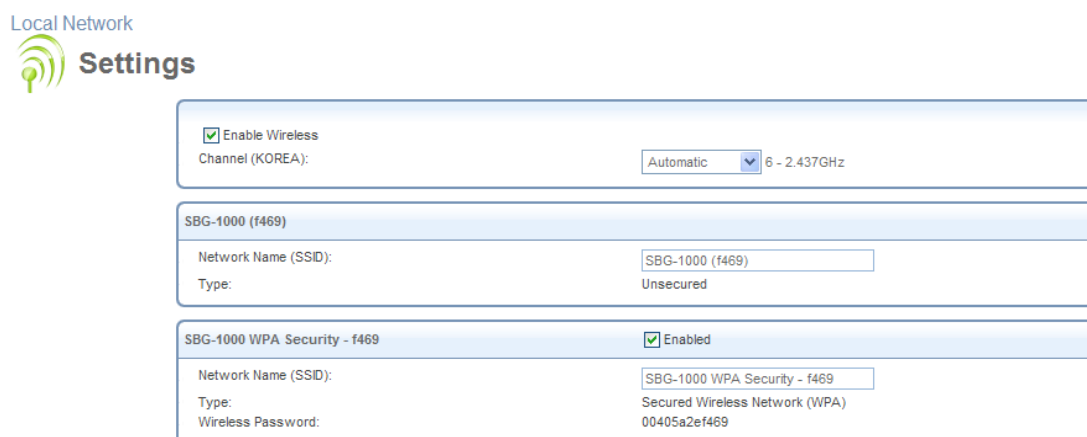 Local Network
Settings
Enable Wireless
Channel (KOREA): Automatic 6 - 2.437GHz
SBG-1000 (f469)
Network Name (SSID): SBG-1000 (f469)
Type: Unsecured
SBG-1000 WPA Security - f469 Enabled
Network Name (SSID): SBG-1000 WPA Security - f469
Type: Secured Wireless Network (WPA)
Wireless Password: 00405a2ef469